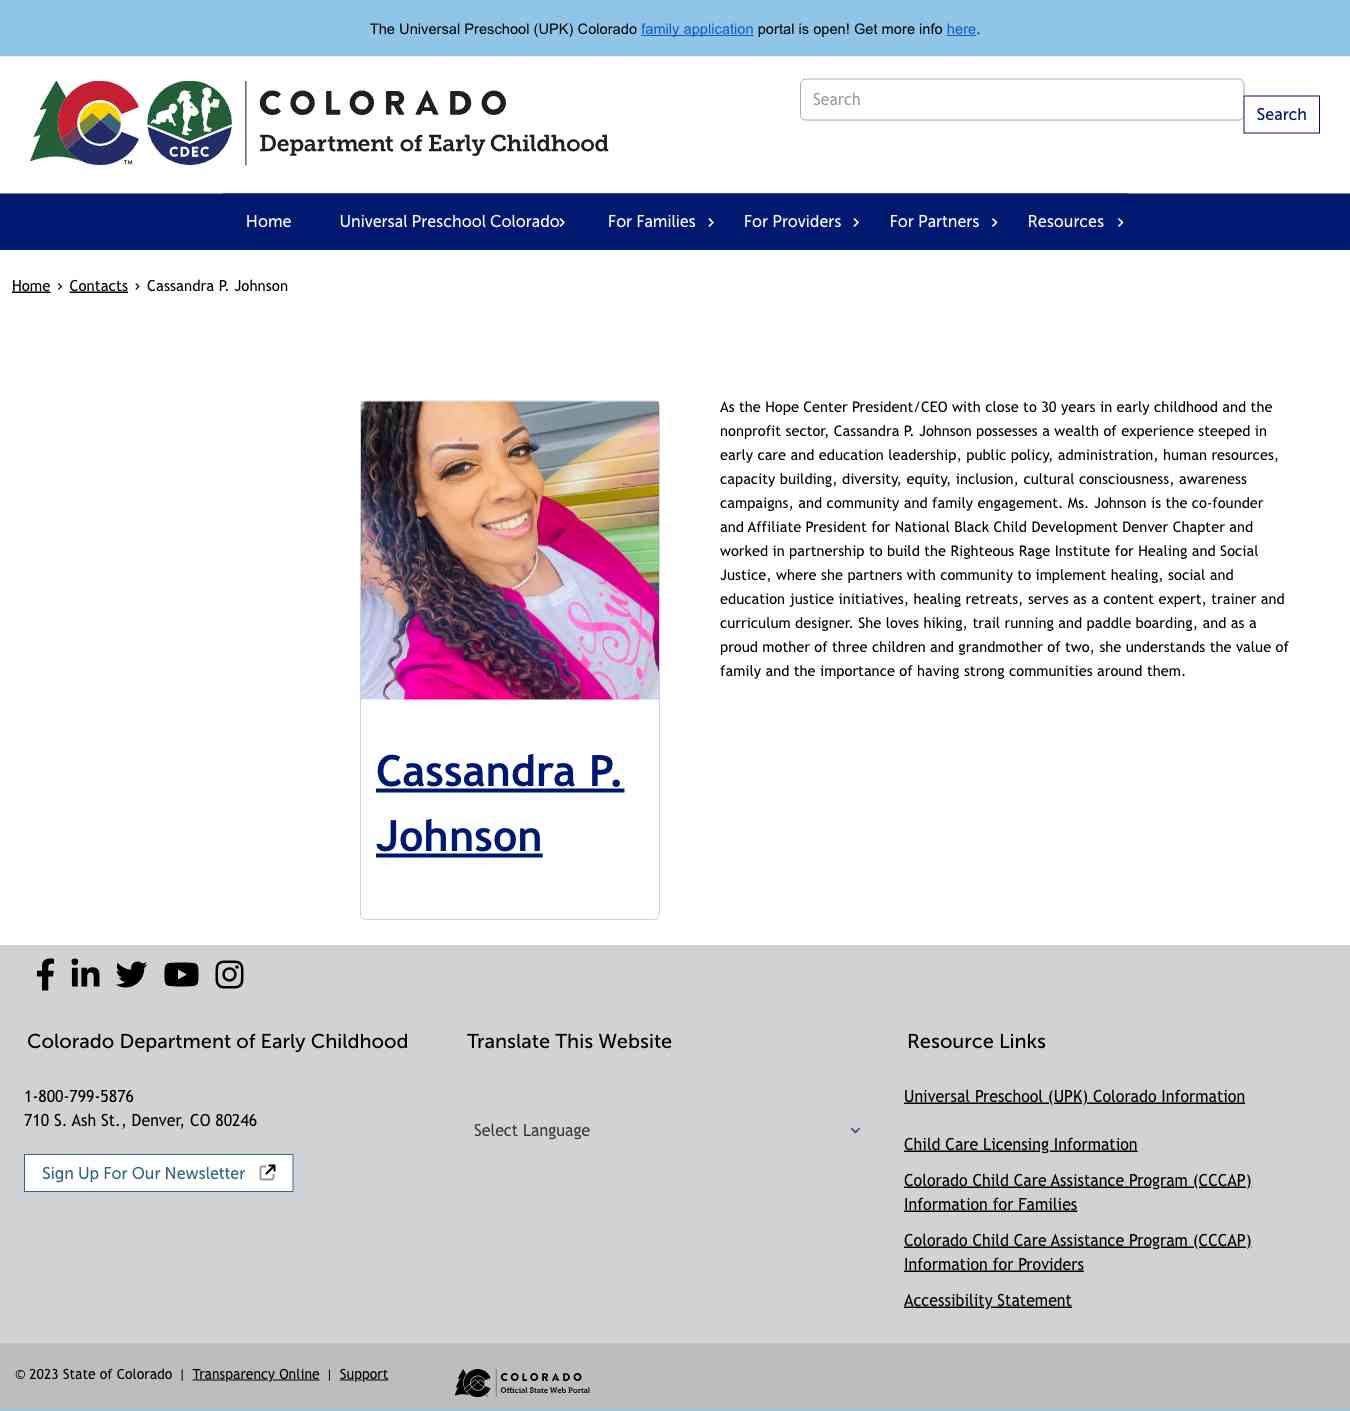 The Universal Preschool (UPK) Colorado family application portal is open! Get more info here.
CDEC
TM
COLORADO
Department of Early Childhood
Search
Search
Home
Universal Preschool Colorado
For Families
For Providers
For Partners
Resources
Home › Contacts › Cassandra P. Johnson
As the Hope Center President/CEO with close to 30 years in early childhood and the
nonprofit sector, Cassandra P. Johnson possesses a wealth of experience steeped in
early care and education leadership, public policy, administration, human resources,
capacity building, diversity, equity, inclusion, cultural consciousness, awareness
campaigns, and community and family engagement. Ms. Johnson is the co-founder
and Affiliate President for National Black Child Development Denver Chapter and
worked in partnership to build the Righteous Rage Institute for Healing and Social
Justice, where she partners with community to implement healing, social and
education justice initiatives, healing retreats, serves as a content expert, trainer and
curriculum designer. She loves hiking, trail running and paddle boarding, and as a
proud mother of three children and grandmother of two, she understands the value of
family and the importance of having strong communities around them.
Cassandra P.
Johnson
Colorado Department of Early Childhood
1-800-799-5876
710 S. Ash St., Denver, CO 80246
Sign Up For Our Newsletter
Translate This Website
Select Language
Resource Links
Universal Preschool (UPK) Colorado Information
Child Care Licensing Information
Colorado Child Care Assistance Program (CCCAP)
Information for Families
Colorado Child Care Assistance Program (CCCAP)
Information for Providers
Accessibility Statement
© 2023 State of Colorado | Transparency Online | Support
COLORADO
Official State Web Portal